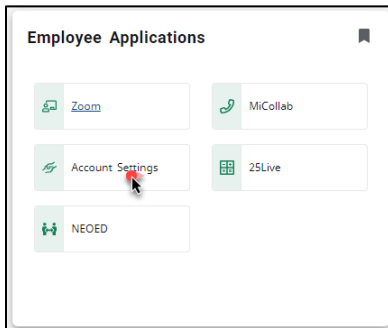 Employee Applications
Zoom
MiCollab
Account Settings
25Live
NEOED